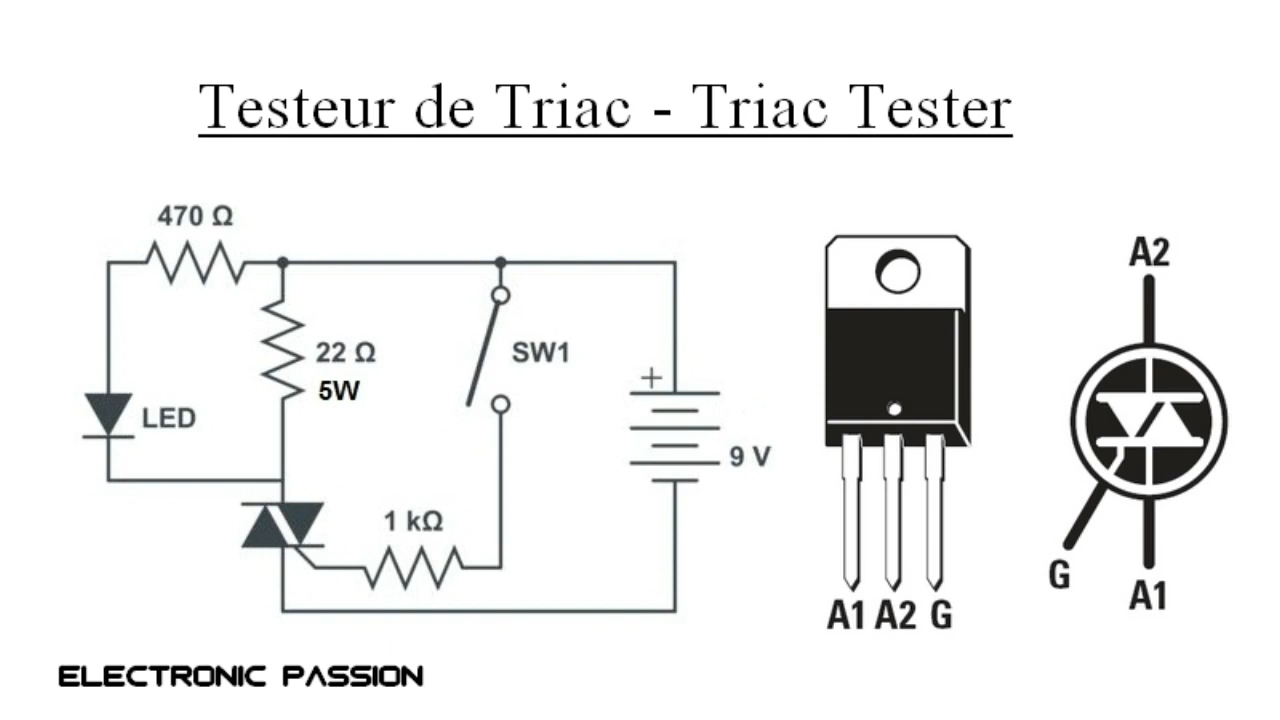 Testeur de Triac - Triac Tester
470 Ω
22 Ω
5W
SW1
LED
+
9 V
1 kΩ
A1 A2 G
A2
G
A1
ELECTRONIC PASSION